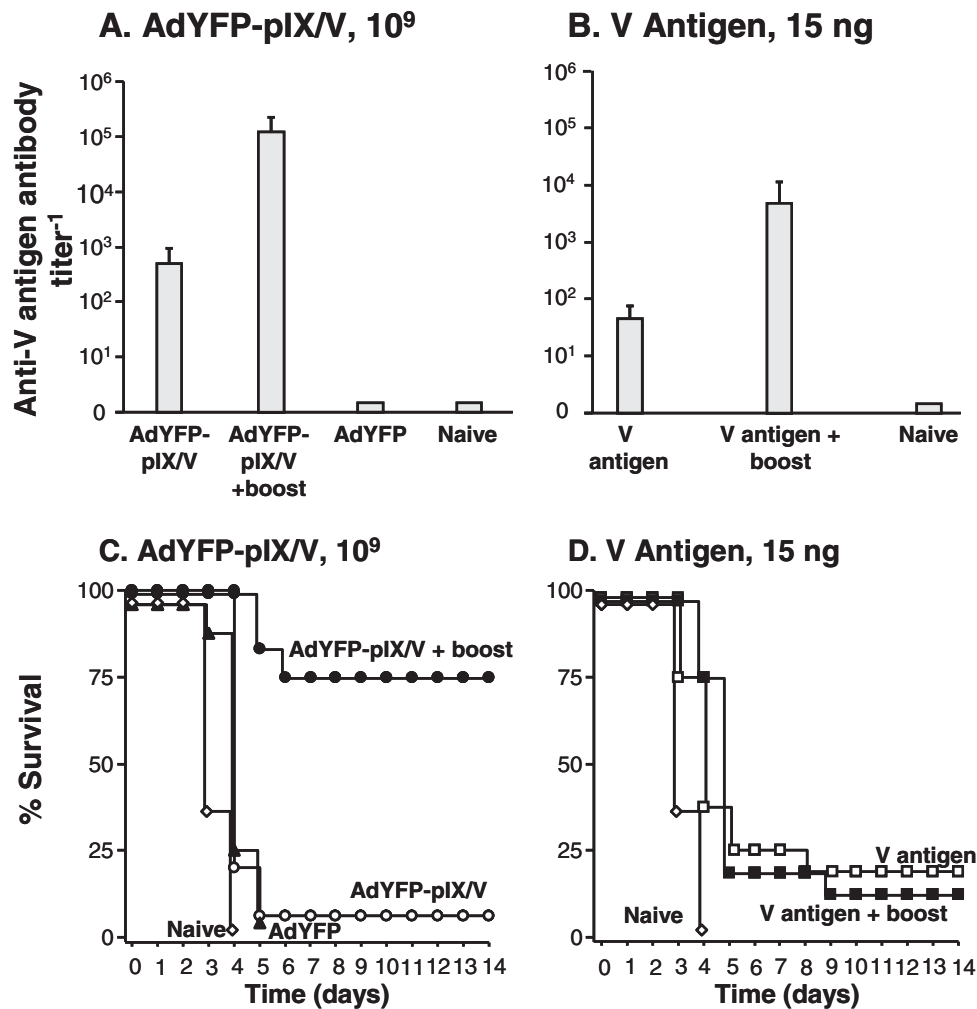 A. AdYFP-pIX/V, 10⁹
Anti-V antigen antibody
titer⁻¹
10⁶
10⁵
10⁴
10³
10²
10¹
0
AdYFP-
pIX/V
AdYFP-
pIX/V
+boost
AdYFP
Naive
B. V Antigen, 15 ng
10⁶
10⁵
10⁴
10³
10²
10¹
0
V
antigen
V antigen +
boost
Naive
C. AdYFP-pIX/V, 10⁹
% Survival
100
75
50
25
0
AdYFP-pIX/V + boost
AdYFP-pIX/V
Naive
AdYFP
0 1 2 3 4 5 6 7 8 9 10 11 12 13 14
Time (days)
D. V Antigen, 15 ng
100
75
50
25
0
V antigen
V antigen + boost
Naive
0 1 2 3 4 5 6 7 8 9 10 11 12 13 14
Time (days)